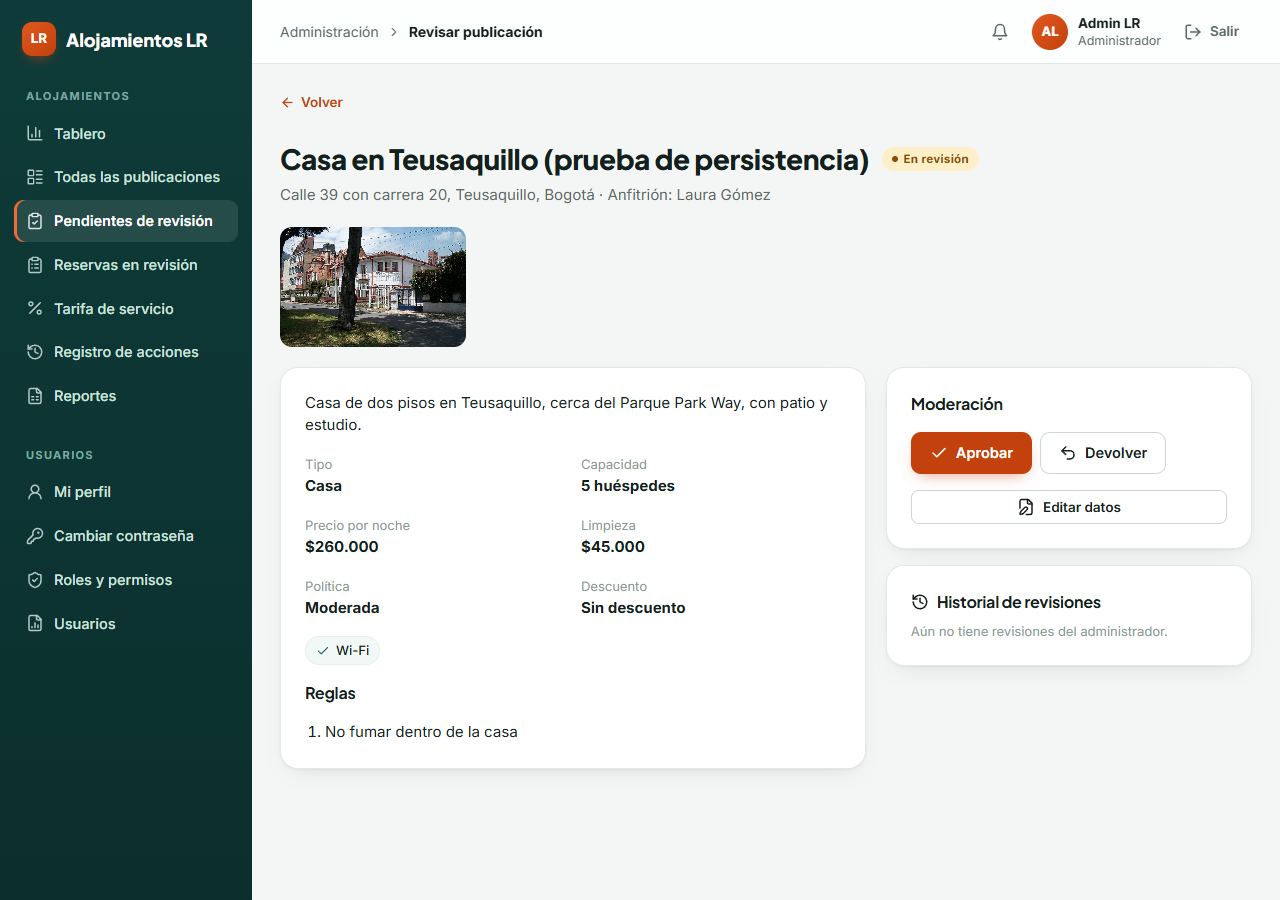 LR
Alojamientos LR
ALOJAMIENTOS
Tablero
Todas las publicaciones
Pendientes de revisión
Reservas en revisión
Tarifa de servicio
Registro de acciones
Reportes
USUARIOS
Mi perfil
Cambiar contraseña
Roles y permisos
Usuarios
Administración
Revisar publicación
AL
Admin LR
Administrador
Salir
Volver
Casa en Teusaquillo (prueba de persistencia)
En revisión
Calle 39 con carrera 20, Teusaquillo, Bogotá · Anfitrión: Laura Gómez
Casa de dos pisos en Teusaquillo, cerca del Parque Park Way, con patio y
estudio.
Tipo
Casa
Capacidad
5 huéspedes
Precio por noche
$260.000
Limpieza
$45.000
Política
Moderada
Descuento
Sin descuento
Wi-Fi
Reglas
1. No fumar dentro de la casa
Moderación
Aprobar
Devolver
Editar datos
Historial de revisiones
Aún no tiene revisiones del administrador.